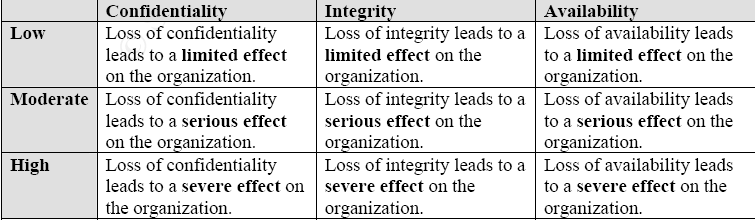 Confidentiality Integrity Availability
Low Loss of confidentiality Loss of integrity leads to a Loss of availability leads
leads to a limited effect limited effect on the to a limited effect on the
on the organization. organization. organization.
Moderate Loss of confidentiality Loss of integrity leads to a Loss of availability leads
leads to a serious effect serious effect on the to a serious effect on the
on the organization. organization. organization.
High Loss of confidentiality Loss of integrity leads to a Loss of availability leads
leads to a severe effect on severe effect on the to a severe effect on the
the organization. organization. organization.